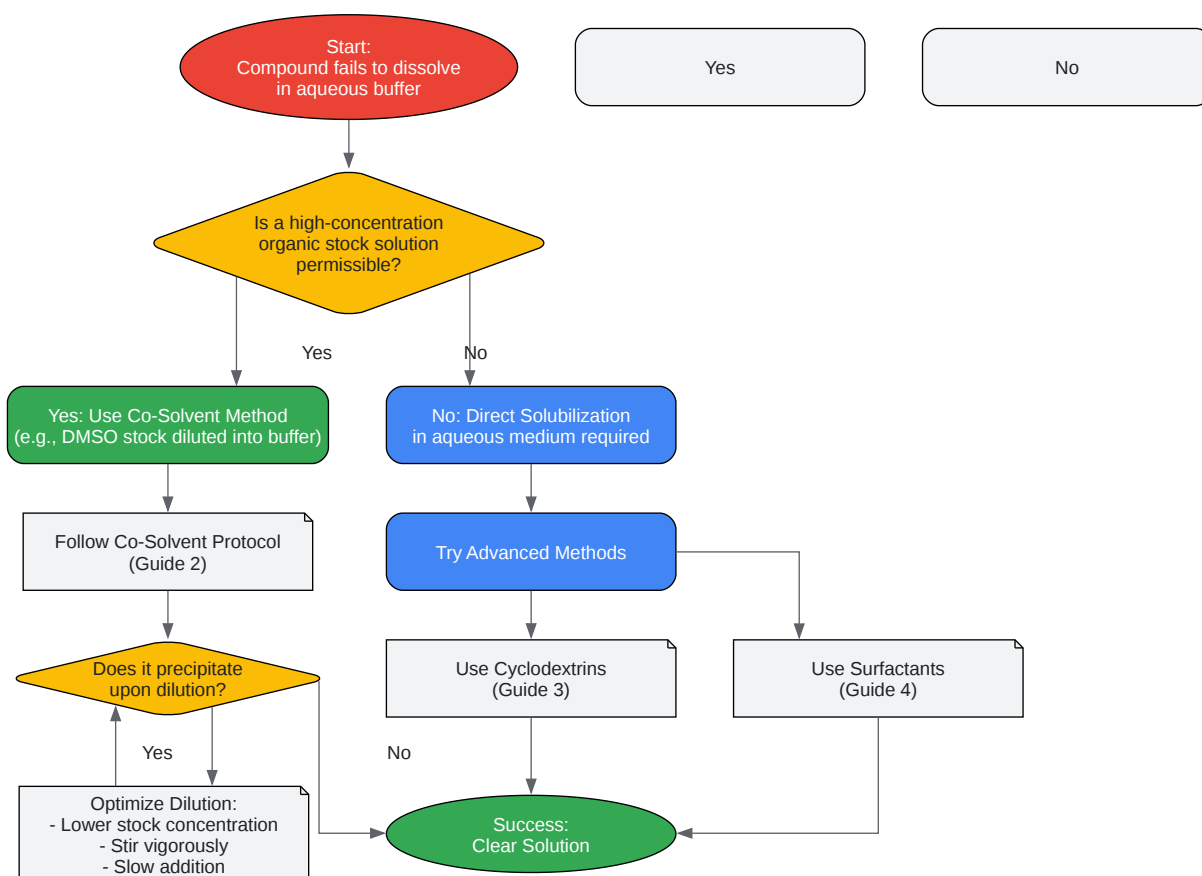 Start:
Compound fails to dissolve
in aqueous buffer
Yes
No
Is a high-concentration
organic stock solution
permissible?
Yes
No
Yes: Use Co-Solvent Method
(e.g., DMSO stock diluted into buffer)
No: Direct Solubilization
in aqueous medium required
Follow Co-Solvent Protocol
(Guide 2)
Try Advanced Methods
Does it precipitate
upon dilution?
Use Cyclodextrins
(Guide 3)
Use Surfactants
(Guide 4)
Yes
No
Optimize Dilution:
- Lower stock concentration
- Stir vigorously
- Slow addition
Success:
Clear Solution